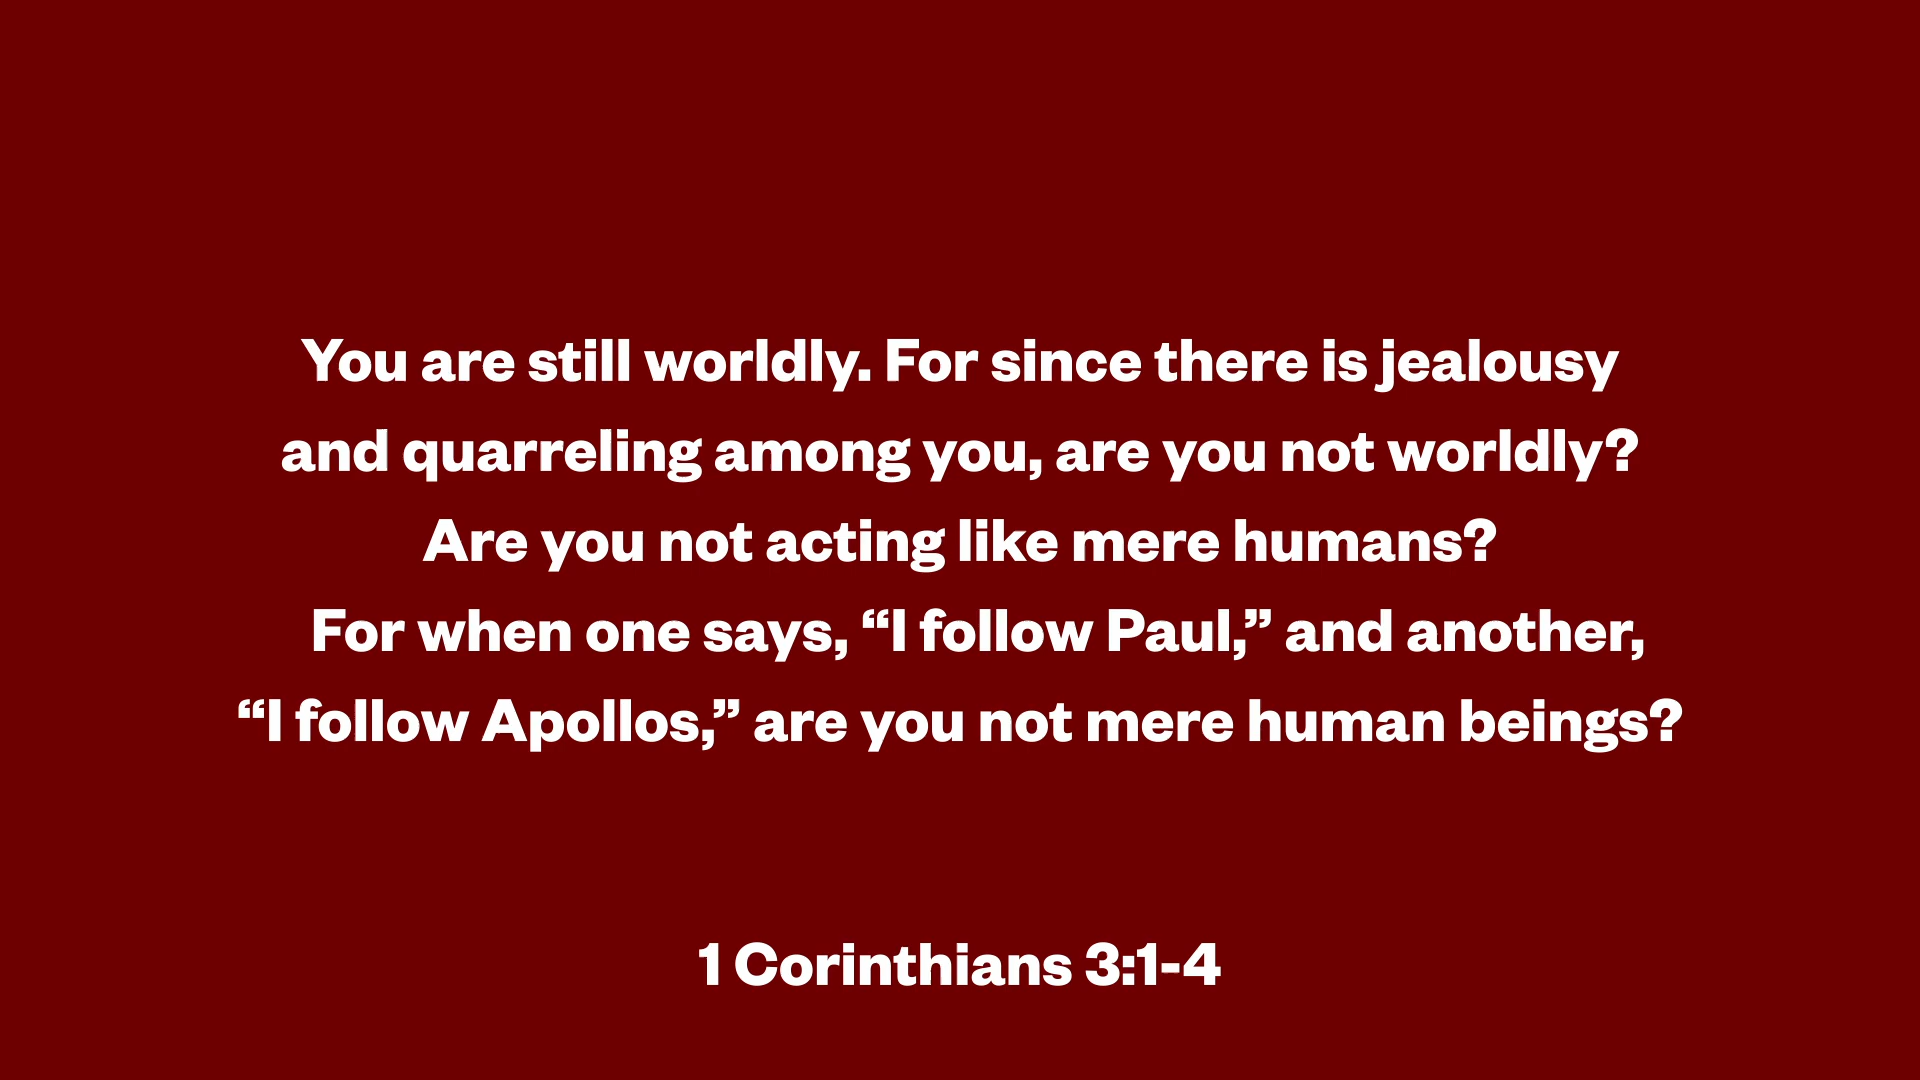 You are still worldly. For since there is jealousy
and quarreling among you, are you not worldly?
Are you not acting like mere humans?
For when one says, “I follow Paul,” and another,
“I follow Apollos,” are you not mere human beings?
1 Corinthians 3:1-4